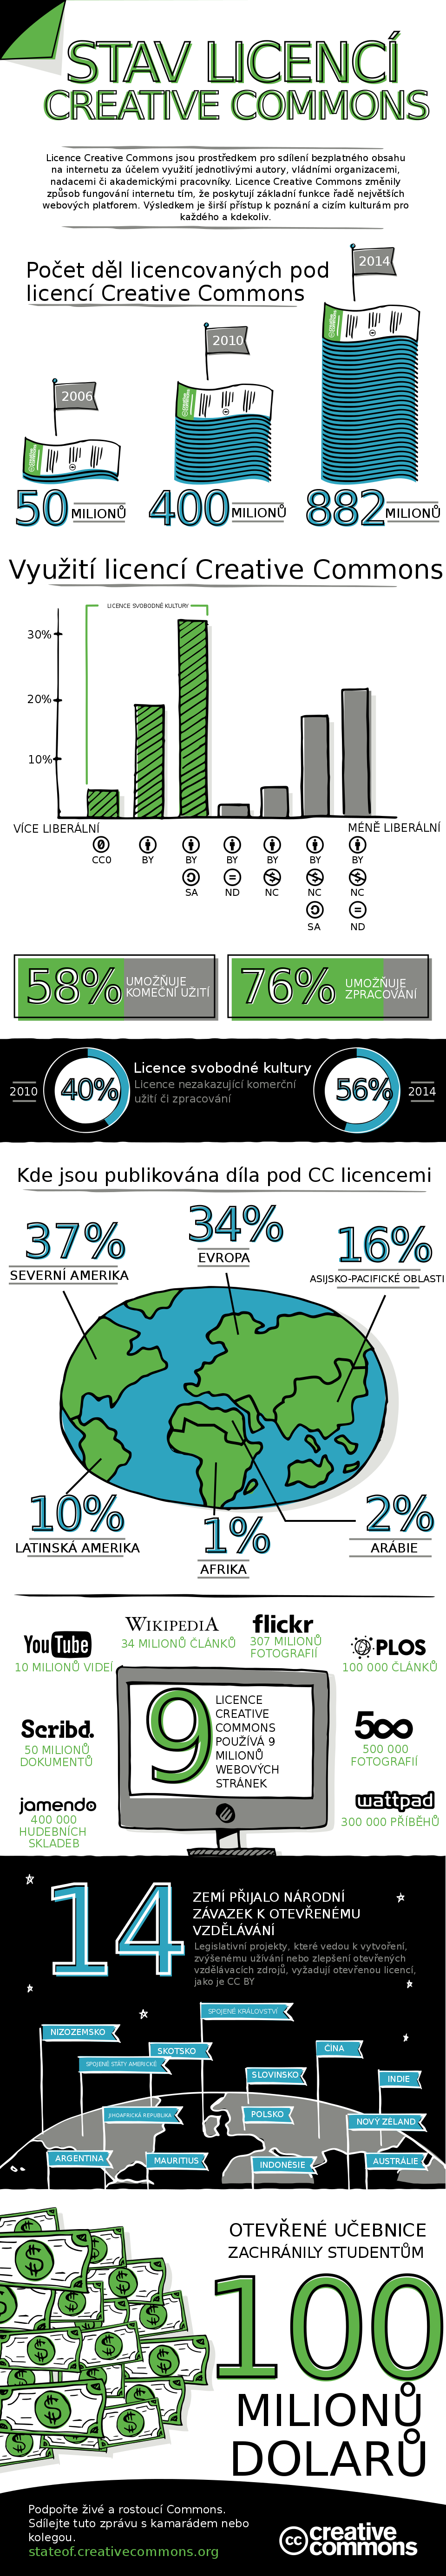 STAV LICENCÍ
CREATIVE COMMONS
Licence Creative Commons jsou prostředkem pro sdílení bezplatného obsahu
na internetu za účelem využití jednotlivými autory, vládními organizacemi,
nadacemi či akademickými pracovníky. Licence Creative Commons změnily
způsob fungování internetu tím, že poskytují základní funkce řadě největších
webových platforem. Výsledkem je širší přístup k poznání a cizím kulturám pro
každého a kdekoliv.
2014
Počet děl licencovaných pod
licencí Creative Commons
2010
2006
50 MILIONŮ
400 MILIONŮ
882 MILIONŮ
Využití licencí Creative Commons
LICENCE SVOBODNÉ KULTURY
30%
20%
10%
VÍCE LIBERÁLNÍ
MÉNĚ LIBERÁLNÍ
CC0 BY BY BY BY BY BY
SA ND NC NC NC
SA ND
58% UMOŽŇUJE
KOMEČNÍ UŽITÍ
76% UMOŽŇUJE
ZPRACOVÁNÍ
2010
40%
Licence svobodné kultury
Licence nezakazující komerční
užití či zpracování
56%
2014
Kde jsou publikována díla pod CC licencemi
37%
SEVERNÍ AMERIKA
34%
EVROPA
16%
ASIJSKO-PACIFICKÉ OBLASTI
10%
LATINSKÁ AMERIKA
1%
AFRIKA
2%
ARÁBIE
YouTube
10 MILIONŮ VIDEÍ
WIKIPEDIA
34 MILIONŮ ČLÁNKŮ
flickr
307 MILIONŮ
FOTOGRAFIÍ
PLOS
100 000 ČLÁNKŮ
9
LICENCE
CREATIVE
COMMONS
POUŽÍVÁ 9
MILIONŮ
WEBOVÝCH
STRÁNEK
Scribd.
50 MILIONŮ
DOKUMENTŮ
500
500 000
FOTOGRAFIÍ
jamendo
400 000
HUDEBNÍCH
SKLADEB
wattpad
300 000 PŘÍBĚHŮ
14
ZEMÍ PŘIJALO NÁRODNÍ
ZÁVAZEK K OTEVŘENÉMU
VZDĚLÁVÁNÍ
Legislativní projekty, které vedou k vytvoření,
zvýšenému užívání nebo zlepšení otevřených
vzdělávacích zdrojů, vyžadují otevřenou licenci,
jako je CC BY
SPOJENÉ KRÁLOVSTVÍ
NIZOZEMSKO
SKOTSKO
ČÍNA
SPOJENÉ STÁTY AMERICKÉ
SLOVINSKO
INDIE
JIHOAFRICKÁ REPUBLIKA
POLSKO
NOVÝ ZÉLAND
ARGENTINA
MAURITIUS
INDONÉSIE
AUSTRÁLIE
OTEVŘENÉ UČEBNICE
ZACHRÁNILY STUDENTŮM
100
MILIONŮ
DOLARŮ
Podpořte živé a rostoucí Commons.
Sdílejte tuto zprávu s kamarádem nebo
kolegou.
stateof.creativecommons.org
cc creative
commons